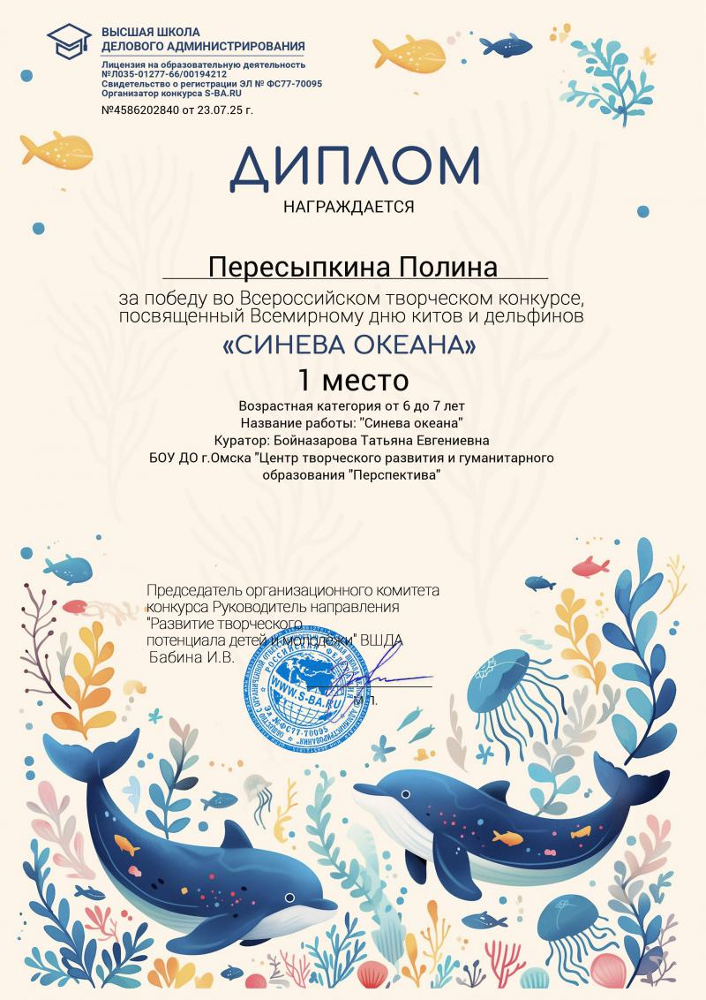 ВЫСШАЯ ШКОЛА
ДЕЛОВОГО АДМИНИСТРИРОВАНИЯ
Лицензия на образовательную деятельность
№Л035-01277-66/00194212
Свидетельство о регистрации ЭЛ № ФС77-70095
Организатор конкурса S-BA.RU
№4586202840 от 23.07.25 г.
ДИПЛОМ
НАГРАЖДАЕТСЯ
Пересыпкина Полина
за победу во Всероссийском творческом конкурсе,
посвященный Всемирному дню китов и дельфинов
«СИНЕВА ОКЕАНА»
1 место
Возрастная категория от 6 до 7 лет
Название работы: "Синева океана"
Куратор: Бойназарова Татьяна Евгениевна
БОУ ДО г.Омска "Центр творческого развития и гуманитарного
образования "Перспектива"
Председатель организационного комитета
конкурса Руководитель направления
"Развитие творческого
потенциала детей и молодежи" ВШДА
Бабина И.В.
РОССИЙСКАЯ ФЕДЕРАЦИЯ
WWW.S-BA.RU
Эл №ФС77-70095
М.П.